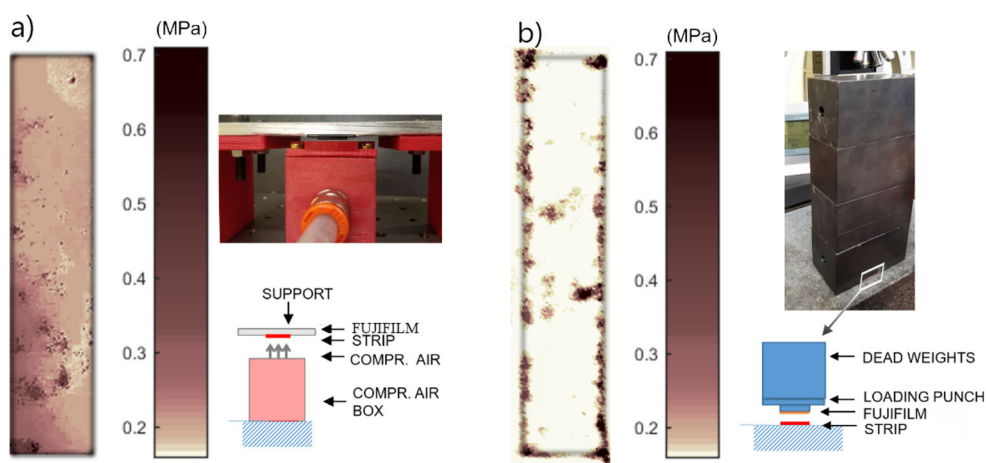 a)
(MPa)
0.7
0.6
0.5
0.4
0.3
0.2
SUPPORT
FUJIFILM
STRIP
COMPR. AIR
COMPR. AIR
BOX
b)
(MPa)
0.7
0.6
0.5
0.4
0.3
0.2
DEAD WEIGHTS
LOADING PUNCH
FUJIFILM
STRIP